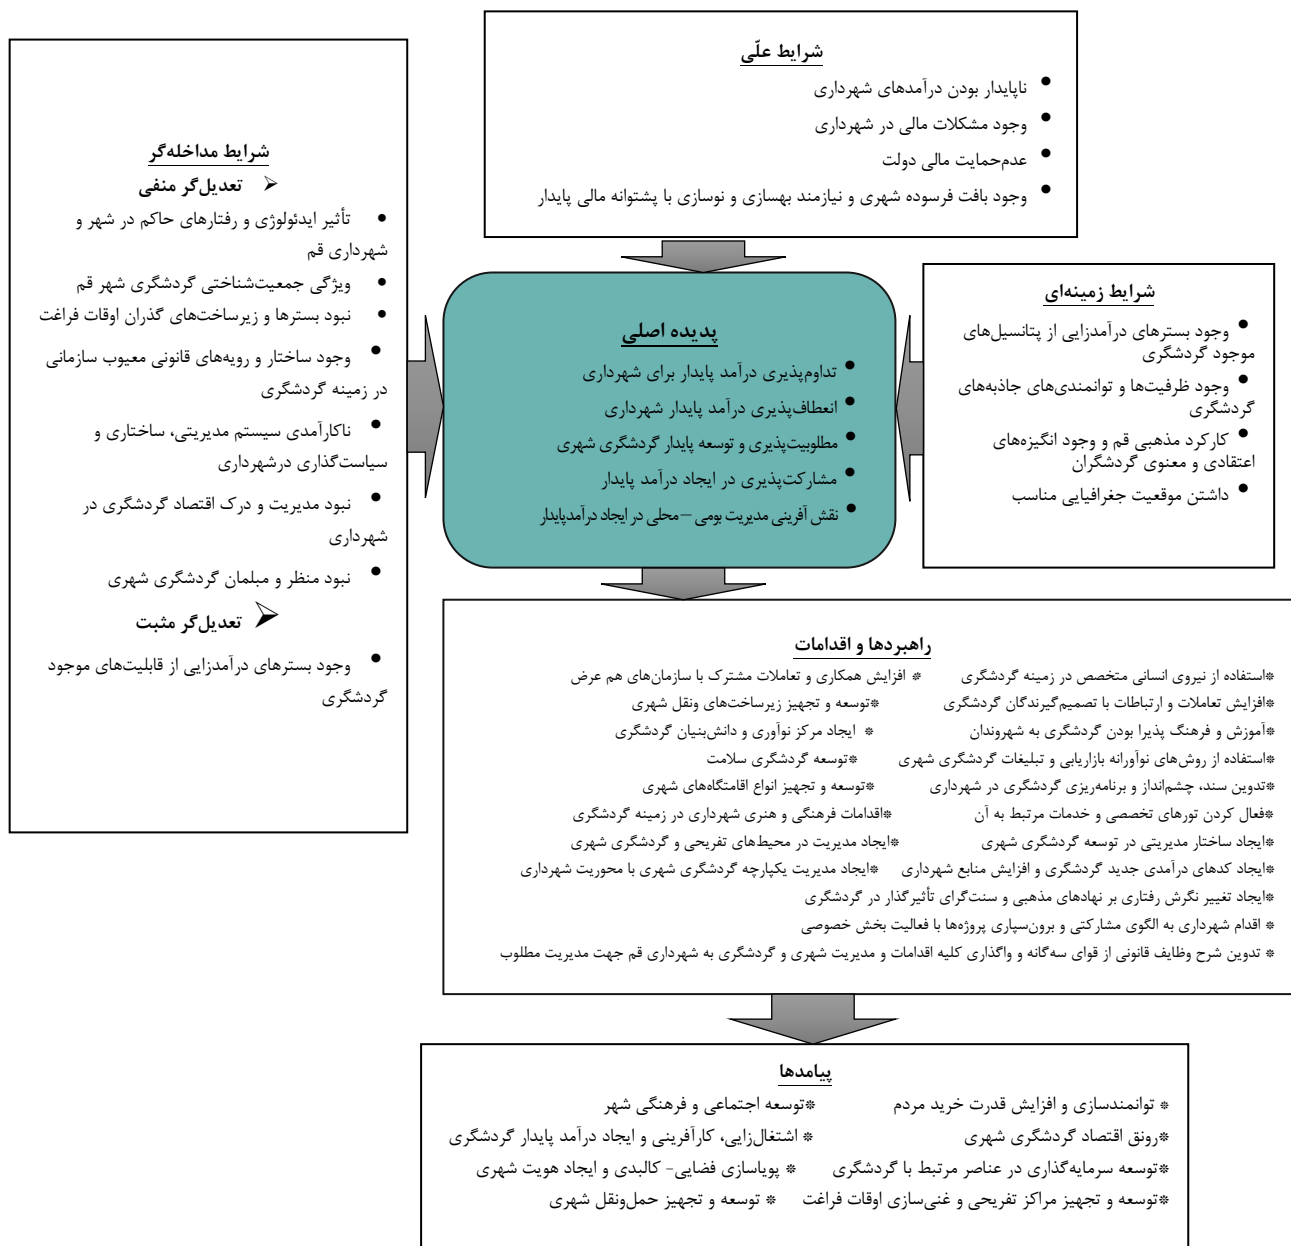 شرایط علّی
• ناپایدار بودن درآمدهای شهرداری
• وجود مشکلات مالی در شهرداری
• عدم‌حمایت مالی دولت
• وجود بافت فرسوده شهری و نیازمند بهسازی و نوسازی با پشتوانه مالی پایدار
شرایط زمینه‌ای
• وجود بسترهای درآمدزایی از پتانسیل‌های
موجود گردشگری
• وجود ظرفیت‌ها و توانمندی‌های جاذبه‌های
گردشگری
• کارکرد مذهبی قم و وجود انگیزه‌های
اعتقادی و معنوی گردشگران
• داشتن موقعیت جغرافیایی مناسب
پدیده اصلی
• تداوم‌پذیری درآمد پایدار برای شهرداری
• انعطاف‌پذیری درآمد پایدار شهرداری
• مطلوبیت‌پذیری و توسعه پایدار گردشگری شهری
• مشارکت‌پذیری در ایجاد درآمد پایدار
• نقش آفرینی مدیریت بومی –محلی در ایجاد درآمدپایدار
شرایط مداخله‌گر
➢ تعدیل‌گر منفی
• تأثیر ایدئولوژی و رفتارهای حاکم در شهر و
شهرداری قم
• ویژگی جمعیت‌شناختی گردشگری شهر قم
• نبود بسترها و زیرساخت‌های گذران اوقات فراغت
• وجود ساختار و رویه‌های قانونی معیوب سازمانی
در زمینه گردشگری
• ناکارآمدی سیستم مدیریتی، ساختاری و
سیاست‌گذاری درشهرداری
• نبود مدیریت و درک اقتصاد گردشگری در
شهرداری
• نبود منظر و مبلمان گردشگری شهری
➢ تعدیل‌گر مثبت
• وجود بسترهای درآمدزایی از قابلیت‌های موجود
گردشگری
راهبردها و اقدامات
*استفاده از نیروی انسانی متخصص در زمینه گردشگری * افزایش همکاری و تعاملات مشترک با سازمان‌های هم عرض
*افزایش تعاملات و ارتباطات با تصمیم‌گیرندگان گردشگری *توسعه و تجهیز زیرساخت‌های ونقل شهری
*آموزش و فرهنگ پذیرا بودن گردشگری به شهروندان * ایجاد مرکز نوآوری و دانش‌بنیان گردشگری
*استفاده از روش‌های نوآورانه بازاریابی و تبلیغات گردشگری شهری *توسعه گردشگری سلامت
*تدوین سند، چشم‌انداز و برنامه‌ریزی گردشگری در شهرداری *توسعه و تجهیز انواع اقامتگاه‌های شهری
*فعال کردن تورهای تخصصی و خدمات مرتبط به آن *اقدامات فرهنگی و هنری شهرداری در زمینه گردشگری
*ایجاد ساختار مدیریتی در توسعه گردشگری شهری *ایجاد مدیریت در محیط‌های تفریحی و گردشگری شهری
*ایجاد کدهای درآمدی جدید گردشگری و افزایش منابع شهرداری *ایجاد مدیریت یکپارچه گردشگری شهری با محوریت شهرداری
*ایجاد تغییر نگرش رفتاری بر نهادهای مذهبی و سنت‌گرای تأثیرگذار در گردشگری
* اقدام شهرداری به الگوی مشارکتی و برون‌سپاری پروژه‌ها با فعالیت بخش خصوصی
* تدوین شرح وظایف قانونی از قوای سه‌گانه و واگذاری کلیه اقدامات و مدیریت شهری و گردشگری به شهرداری قم جهت مدیریت مطلوب
پیامدها
* توانمندسازی و افزایش قدرت خرید مردم *توسعه اجتماعی و فرهنگی شهر
*رونق اقتصاد گردشگری شهری * اشتغال‌زایی، کارآفرینی و ایجاد درآمد پایدار گردشگری
*توسعه سرمایه‌گذاری در عناصر مرتبط با گردشگری * پویاسازی فضایی- کالبدی و ایجاد هویت شهری
*توسعه و تجهیز مراکز تفریحی و غنی‌سازی اوقات فراغت * توسعه و تجهیز حمل‌ونقل شهری